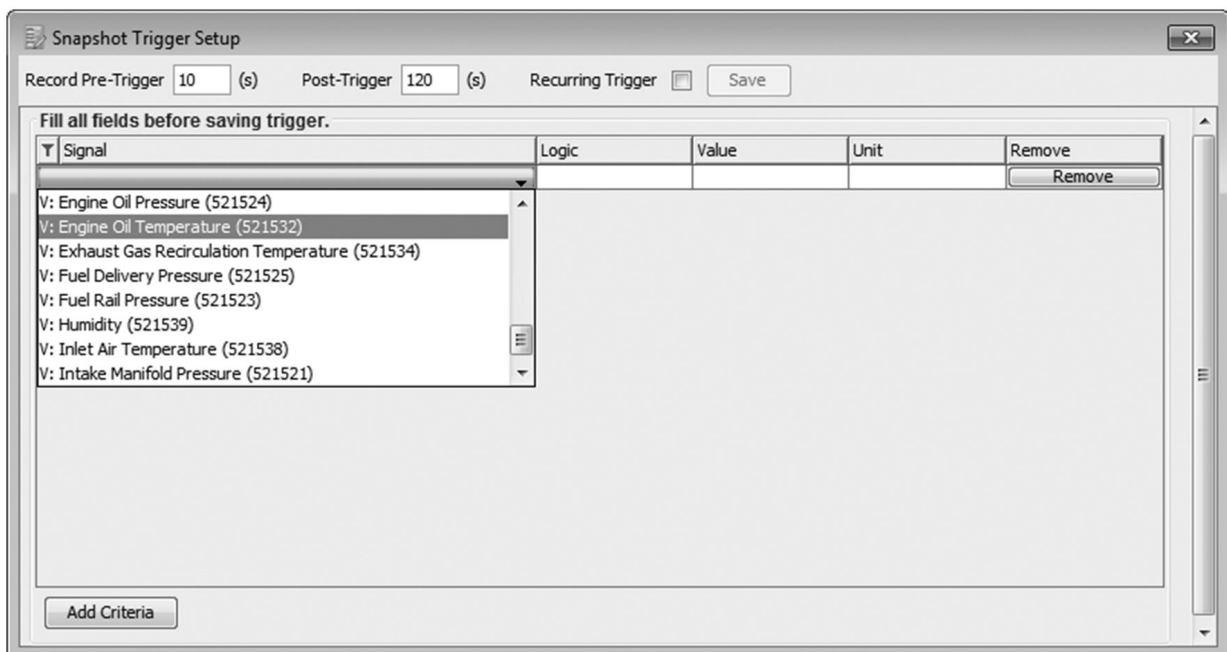 Snapshot Trigger Setup
Record Pre-Trigger 10 (s) Post-Trigger 120 (s) Recurring Trigger Save
Fill all fields before saving trigger.
Signal Logic Value Unit Remove
Remove
V: Engine Oil Pressure (521524)
V: Engine Oil Temperature (521532)
V: Exhaust Gas Recirculation Temperature (521534)
V: Fuel Delivery Pressure (521525)
V: Fuel Rail Pressure (521523)
V: Humidity (521539)
V: Inlet Air Temperature (521538)
V: Intake Manifold Pressure (521521)
Add Criteria